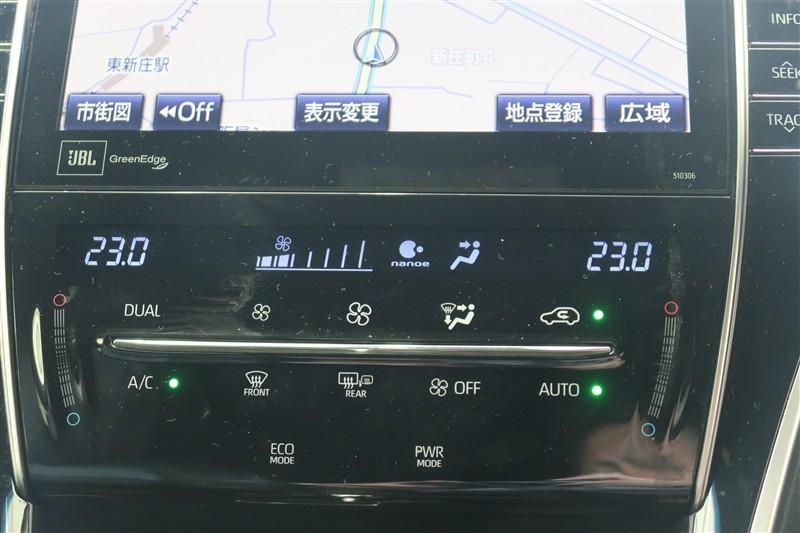 INFO
東新庄駅
新庄町4
SEEK
市街図 Off 表示変更 地点登録 広域
TRAC
JBL GreenEdge
510306
23.0 nanoe 23.0
DUAL
A/C FRONT REAR OFF AUTO
ECO MODE PWR MODE